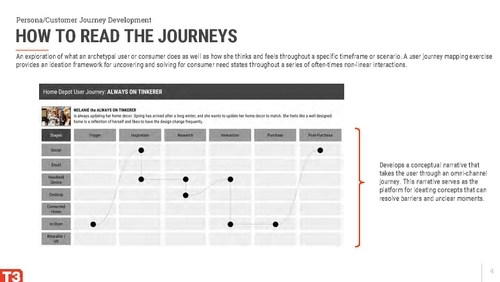 Persona/Customer Journey Development
HOW TO READ THE JOURNEYS
An exploration of what an archetypal user or consumer does as well as how she thinks and feels throughout a specific timeframe or scenario. A user journey mapping exercise
provides an ideation framework for uncovering and solving for consumer need states throughout a series of often-times non-linear interactions.
Home Depot User Journey: ALWAYS ON TINKERER
MELANIE the ALWAYS ON TINKERER
is always updating her home decor. Spring has arrived after a long winter, and she wants to update her home decor to match. She feels like a well designed
home is a reflection of herself and likes to have the design change frequently.
Stages Trigger Inspiration Research Interaction Purchase Post-Purchase
Social
Email
Handheld
Device
Desktop
Connected
Home
In-Store
Wearable /
Develops a conceptual narrative that
takes the user through an omni-channel
journey. This narrative serves as the
platform for ideating concepts that can
resolve barriers and unclear moments.
T3